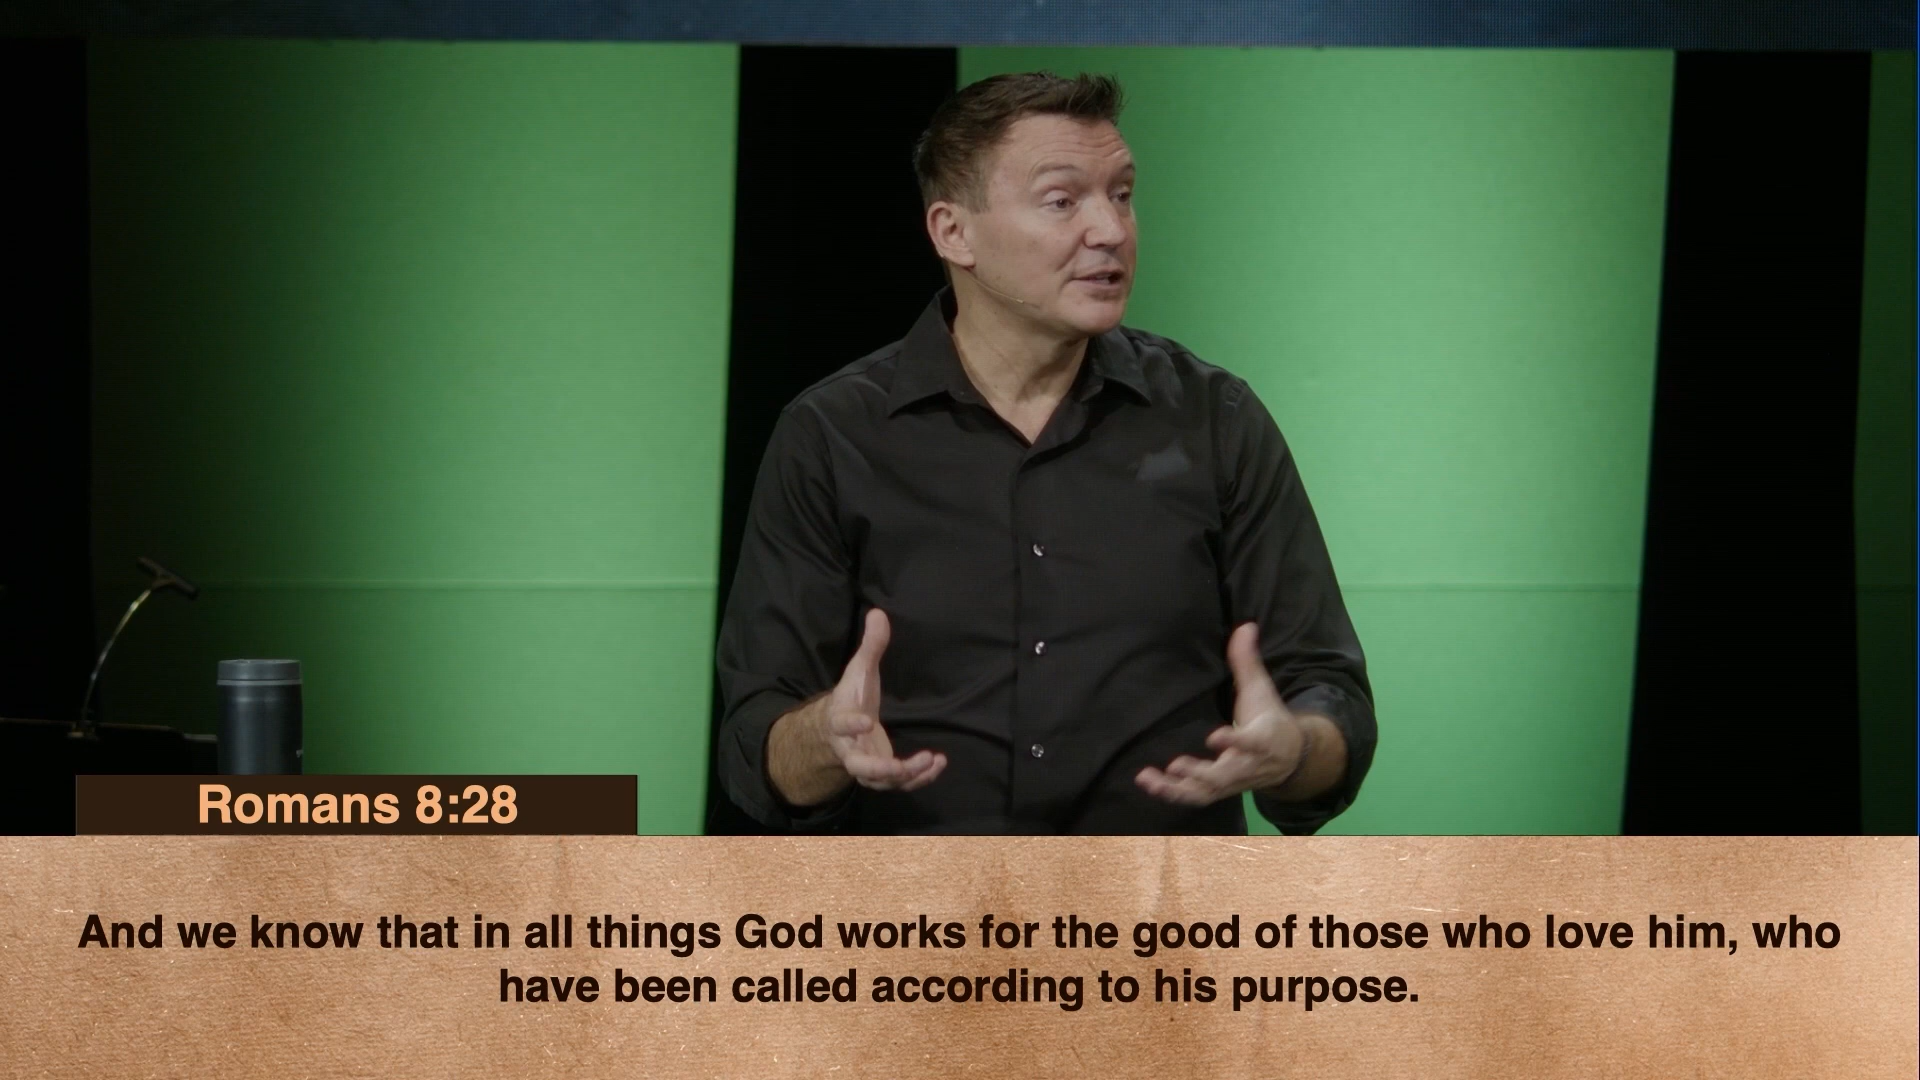 Romans 8:28
And we know that in all things God works for the good of those who love him, who
have been called according to his purpose.